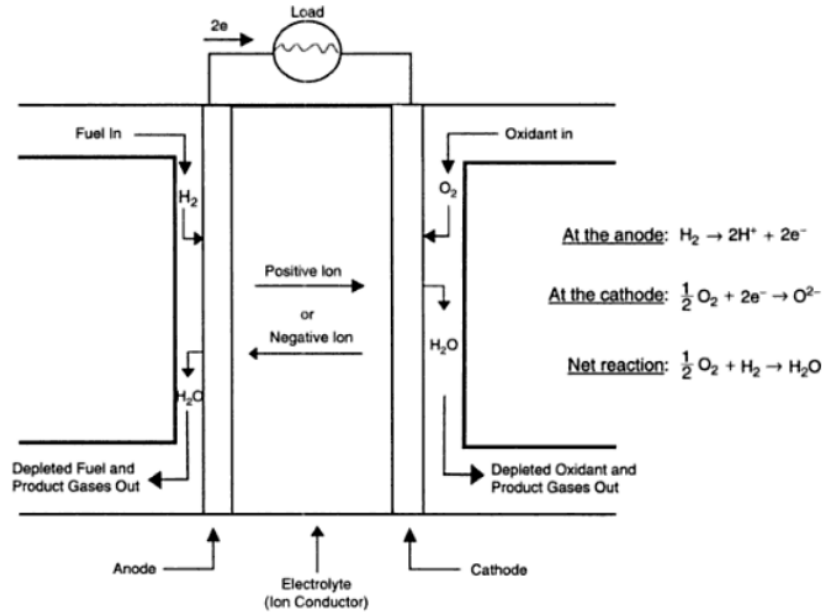 Load
2e
Fuel In
Oxidant in
H₂
O₂
At the anode: H₂ → 2H⁺ + 2e⁻
Positive Ion
At the cathode: ½ O₂ + 2e⁻ → O²⁻
or
Negative Ion
H₂O
Net reaction: ½ O₂ + H₂ → H₂O
H₂O
Depleted Fuel and
Product Gases Out
Depleted Oxidant and
Product Gases Out
Anode
Cathode
Electrolyte
(Ion Conductor)